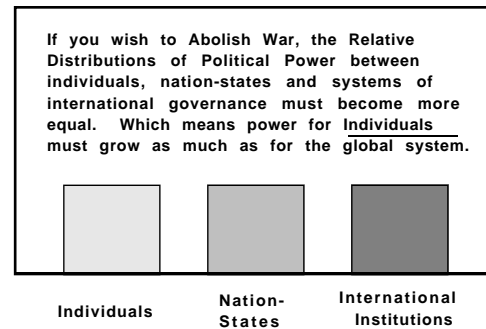 If you wish to Abolish War, the Relative
Distributions of Political Power between
individuals, nation-states and systems of
international governance must become more
equal. Which means power for Individuals
must grow as much as for the global system.
Individuals
Nation-
States
International
Institutions